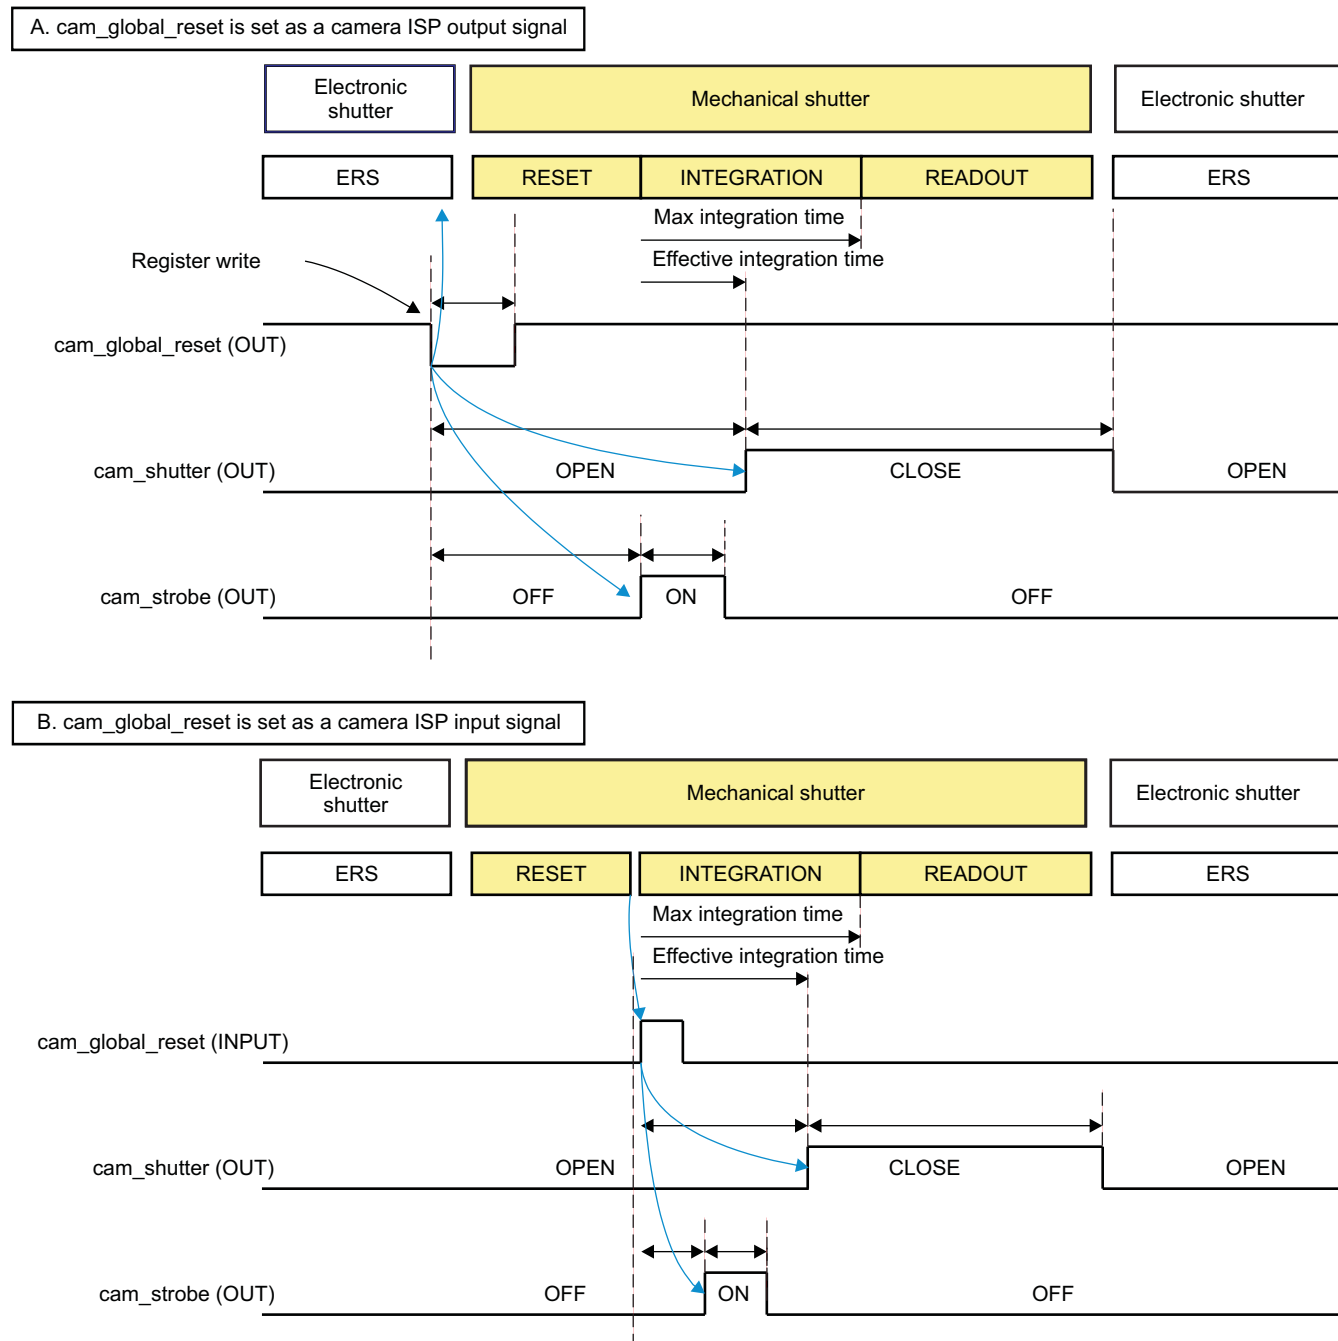 A. cam_global_reset is set as a camera ISP output signal
Electronic
shutter
Mechanical shutter
Electronic shutter
ERS
RESET
INTEGRATION
READOUT
ERS
Max integration time
Register write
Effective integration time
cam_global_reset (OUT)
cam_shutter (OUT)
OPEN
CLOSE
OPEN
cam_strobe (OUT)
OFF
ON
OFF
B. cam_global_reset is set as a camera ISP input signal
Electronic
shutter
Mechanical shutter
Electronic shutter
ERS
RESET
INTEGRATION
READOUT
ERS
Max integration time
Effective integration time
cam_global_reset (INPUT)
cam_shutter (OUT)
OPEN
CLOSE
OPEN
cam_strobe (OUT)
OFF
ON
OFF